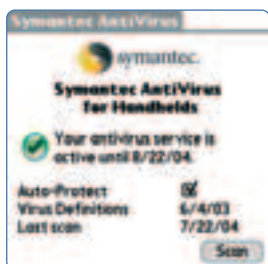 Symantec AntiVirus
symantec.
Symantec AntiVirus
for Handhelds
Your antivirus service is
active until 8/22/04.
Auto-Protect
Virus Definitions 6/4/03
Last scan 7/22/04
Scan